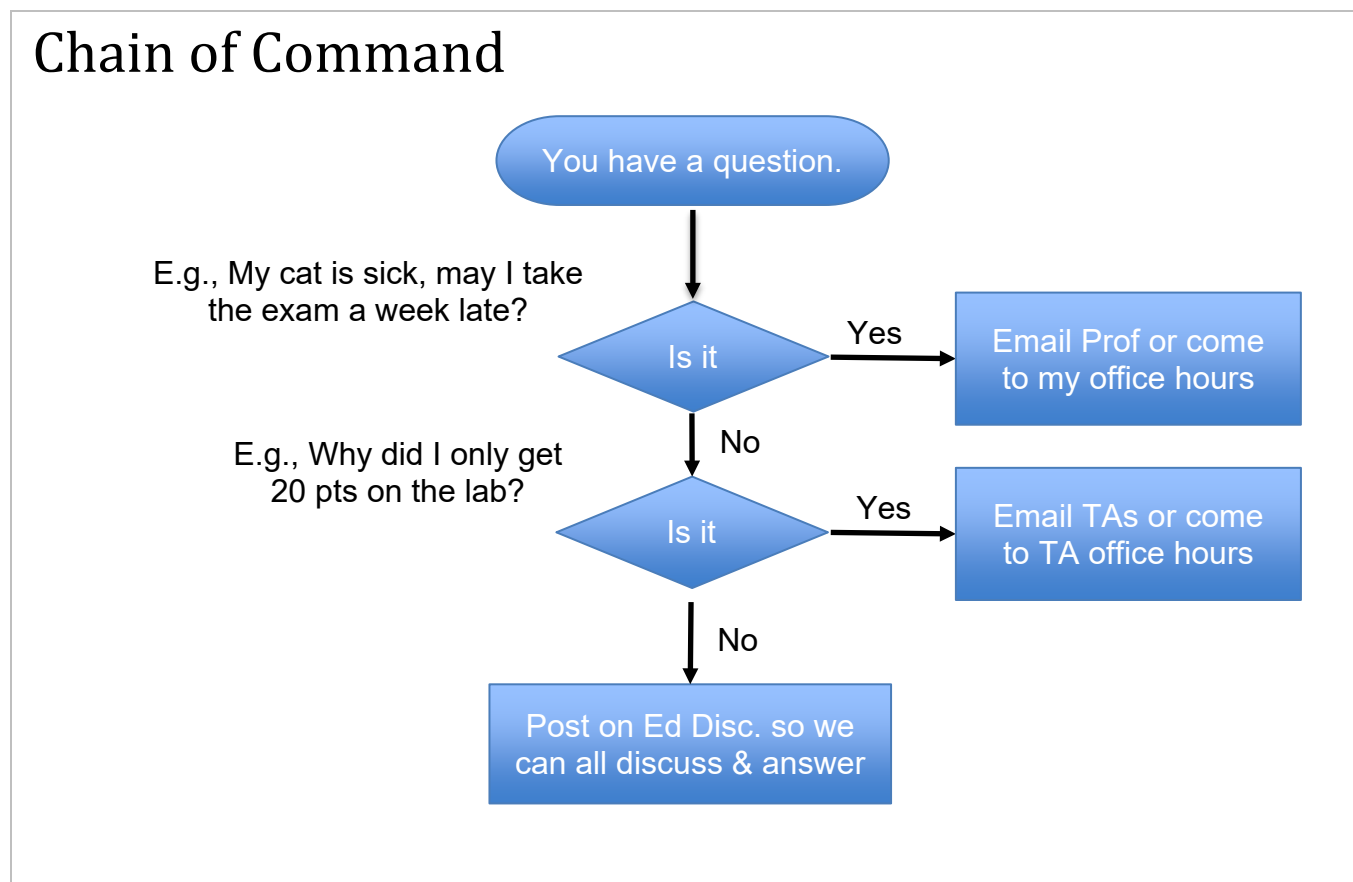 Chain of Command
You have a question.
E.g., My cat is sick, may I take
the exam a week late?
Is it
Yes
Email Prof or come
to my office hours
No
E.g., Why did I only get
20 pts on the lab?
Is it
Yes
Email TAs or come
to TA office hours
No
Post on Ed Disc. so we
can all discuss & answer